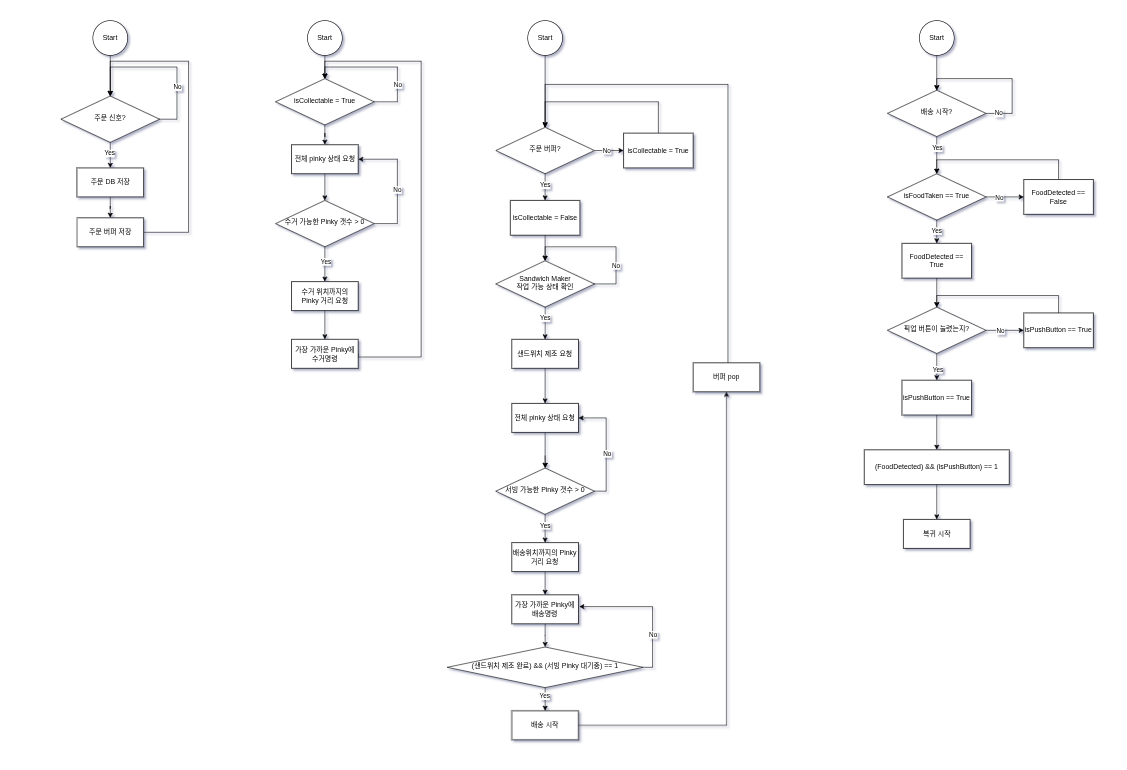 Start
No
주문 신호?
Yes
주문 DB 저장
주문 버퍼 저장
Start
No
isCollectable = True
전체 pinky 상태 요청
No
수거 가능한 Pinky 갯수 > 0
Yes
수거 위치까지의
Pinky 거리 요청
가장 가까운 Pinky에
수거명령
Start
주문 버퍼?
No
isCollectable = True
Yes
isCollectable = False
No
Sandwich Maker
작업 가능 상태 확인
Yes
샌드위치 제조 요청
버퍼 pop
전체 pinky 상태 요청
No
서빙 가능한 Pinky 갯수 > 0
Yes
배송위치까지의 Pinky
거리 요청
가장 가까운 Pinky에
배송명령
No
(샌드위치 제조 완료) && (서빙 Pinky 대기중) == 1
Yes
배송 시작
Start
배송 시작?
No
Yes
isFoodTaken == True
No
FoodDetected ==
False
Yes
FoodDetected ==
True
픽업 버튼이 눌렸는지?
No
isPushButton == True
Yes
isPushButton == True
(FoodDetected) && (isPushButton) == 1
복귀 시작